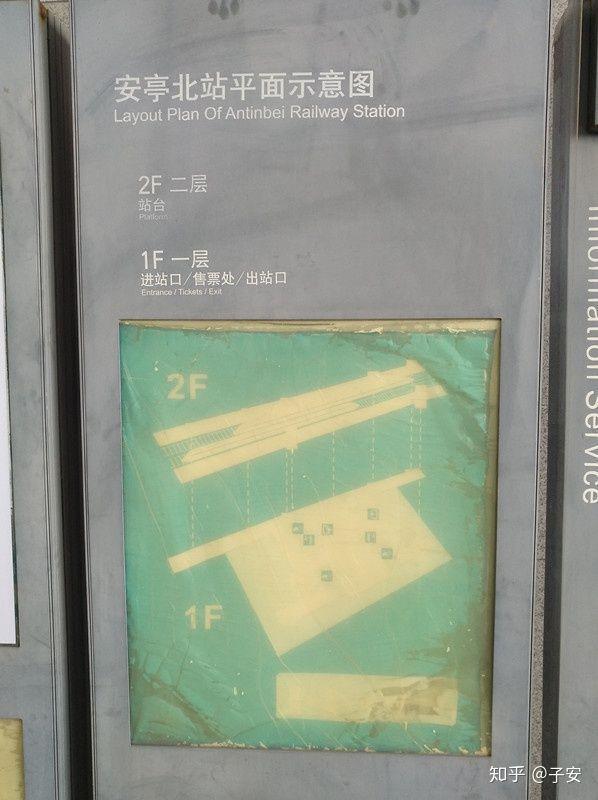 安亭北站平面示意图
Layout Plan Of Antinbei Railway Station
2F 二层
站台
Platform
1F 一层
进站口/售票处/出站口
Entrance / Tickets / Exit
2F
1F
Information Service
知乎 @子安